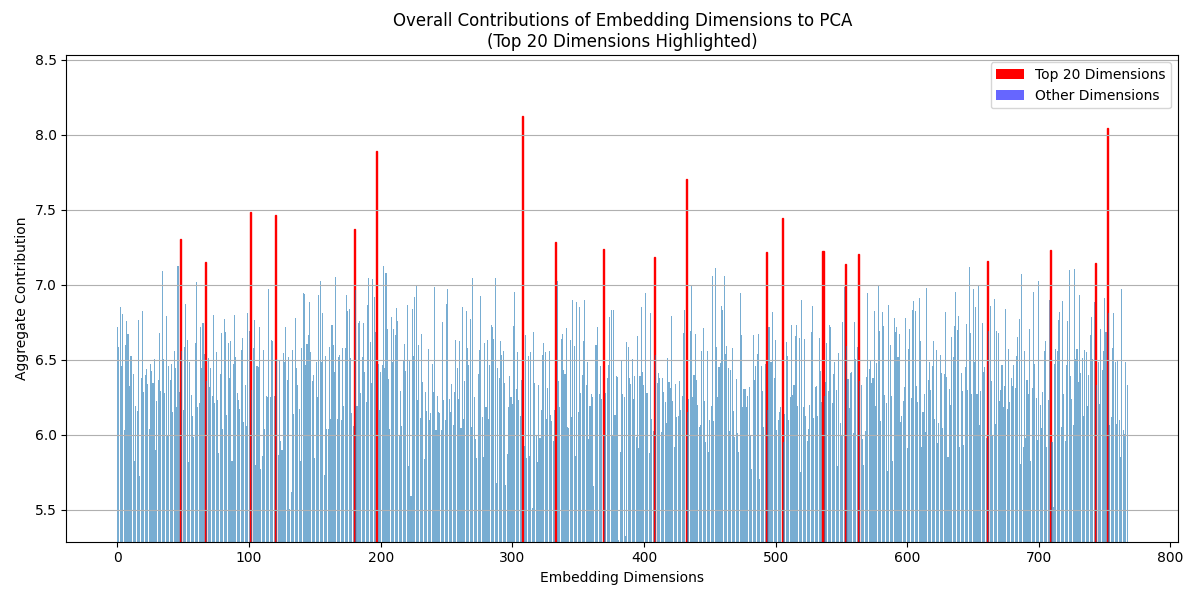 Overall Contributions of Embedding Dimensions to PCA
(Top 20 Dimensions Highlighted)
Top 20 Dimensions
Other Dimensions
Aggregate Contribution
8.5
8.0
7.5
7.0
6.5
6.0
5.5
0 100 200 300 400 500 600 700 800
Embedding Dimensions